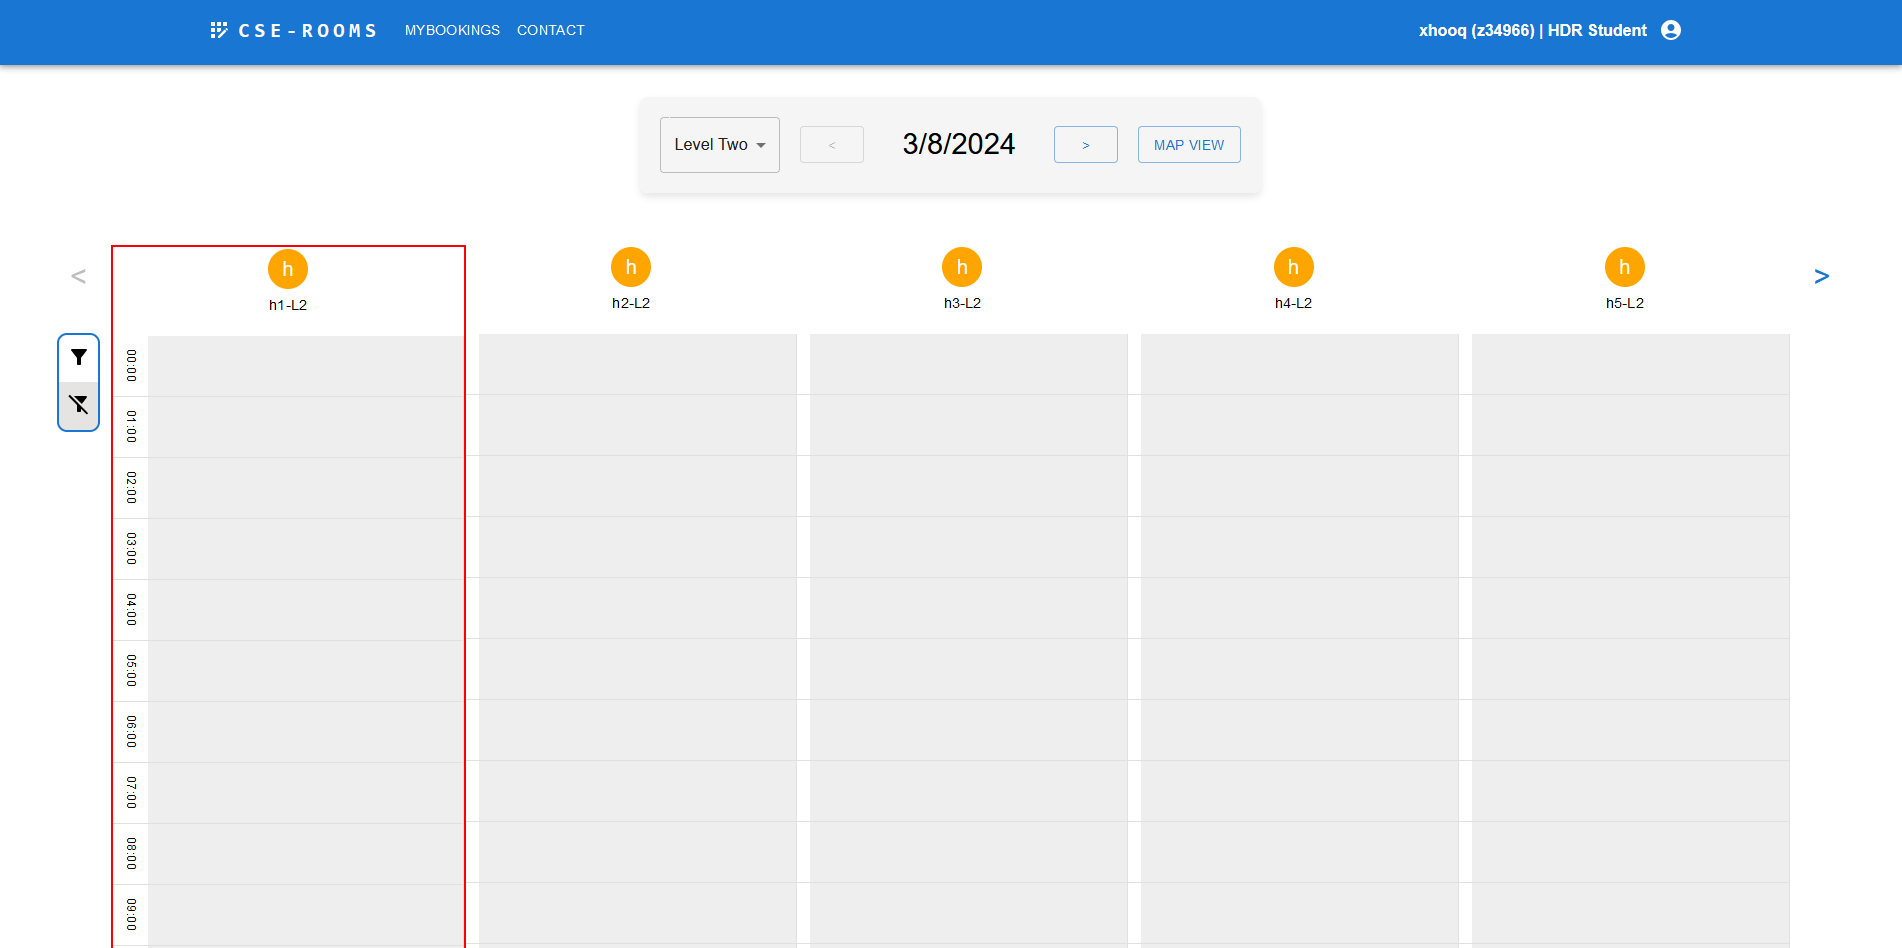 CSE-ROOMS MYBOOKINGS CONTACT xhooq (z34966) | HDR Student
Level Two < 3/8/2024 > MAP VIEW
< h h h h h >
h1-L2 h2-L2 h3-L2 h4-L2 h5-L2
00:00
01:00
02:00
03:00
04:00
05:00
06:00
07:00
08:00
09:00